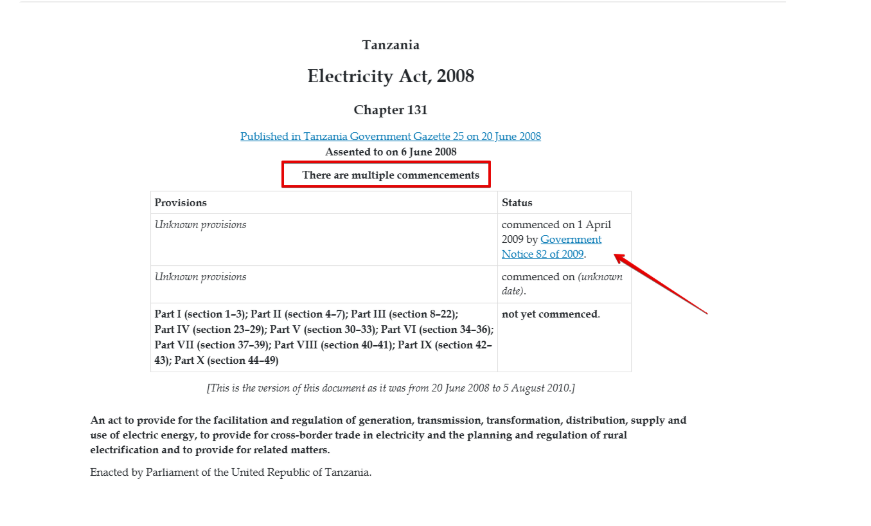 Tanzania
Electricity Act, 2008
Chapter 131
Published in Tanzania Government Gazette 25 on 20 June 2008
Assented to on 6 June 2008
There are multiple commencements
Provisions Status
Unknown provisions commenced on 1 April
2009 by Government
Notice 82 of 2009.
Unknown provisions commenced on (unknown
date).
Part I (section 1–3); Part II (section 4–7); Part III (section 8–22); not yet commenced.
Part IV (section 23–29); Part V (section 30–33); Part VI (section 34–36);
Part VII (section 37–39); Part VIII (section 40–41); Part IX (section 42–
43); Part X (section 44–49)
[This is the version of this document as it was from 20 June 2008 to 5 August 2010.]
An act to provide for the facilitation and regulation of generation, transmission, transformation, distribution, supply and
use of electric energy, to provide for cross-border trade in electricity and the planning and regulation of rural
electrification and to provide for related matters.
Enacted by Parliament of the United Republic of Tanzania.